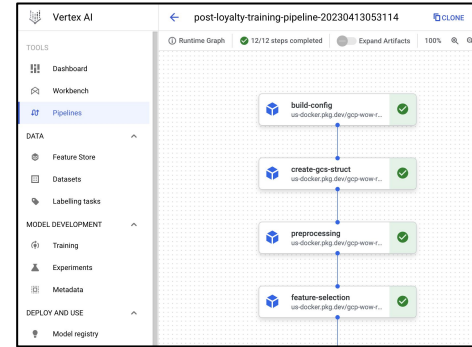 Vertex AI
post-loyalty-training-pipeline-20230413053114
CLONE
TOOLS
Runtime Graph
12/12 steps completed
Expand Artifacts
100%
Dashboard
Workbench
Pipelines
DATA
Feature Store
Datasets
Labelling tasks
MODEL DEVELOPMENT
Training
Experiments
Metadata
DEPLOY AND USE
Model registry
build-config
us-docker.pkg.dev/gcp-wow-r...
create-gcs-struct
us-docker.pkg.dev/gcp-wow-r...
preprocessing
us-docker.pkg.dev/gcp-wow-r...
feature-selection
us-docker.pkg.dev/gcp-wow-r...